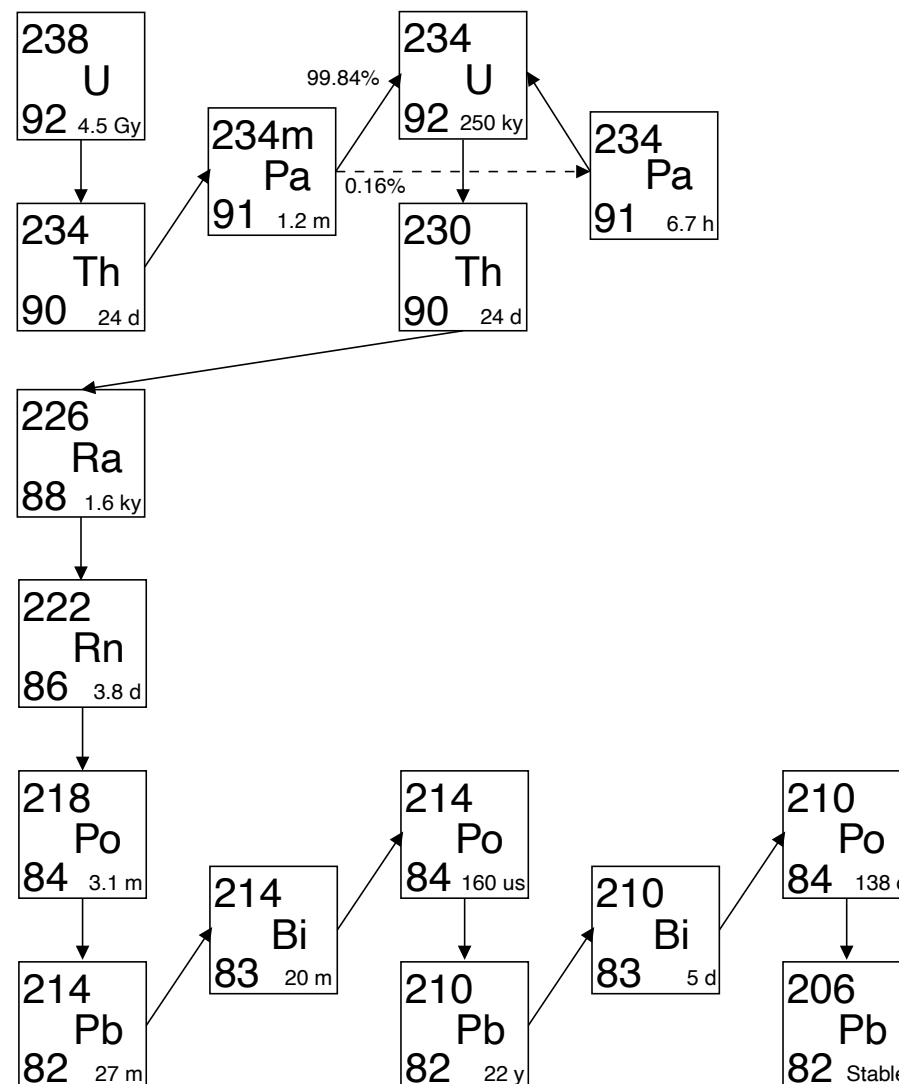 238
U
92 4.5 Gy
234
U
92 250 ky
99.84%
234m
Pa
91 1.2 m
0.16%
234
Pa
91 6.7 h
234
Th
90 24 d
230
Th
90 24 d
226
Ra
88 1.6 ky
222
Rn
86 3.8 d
218
Po
84 3.1 m
214
Po
84 160 us
210
Po
84 138
214
Bi
83 20 m
210
Bi
83 5 d
214
Pb
82 27 m
210
Pb
82 22 y
206
Pb
82 Stable